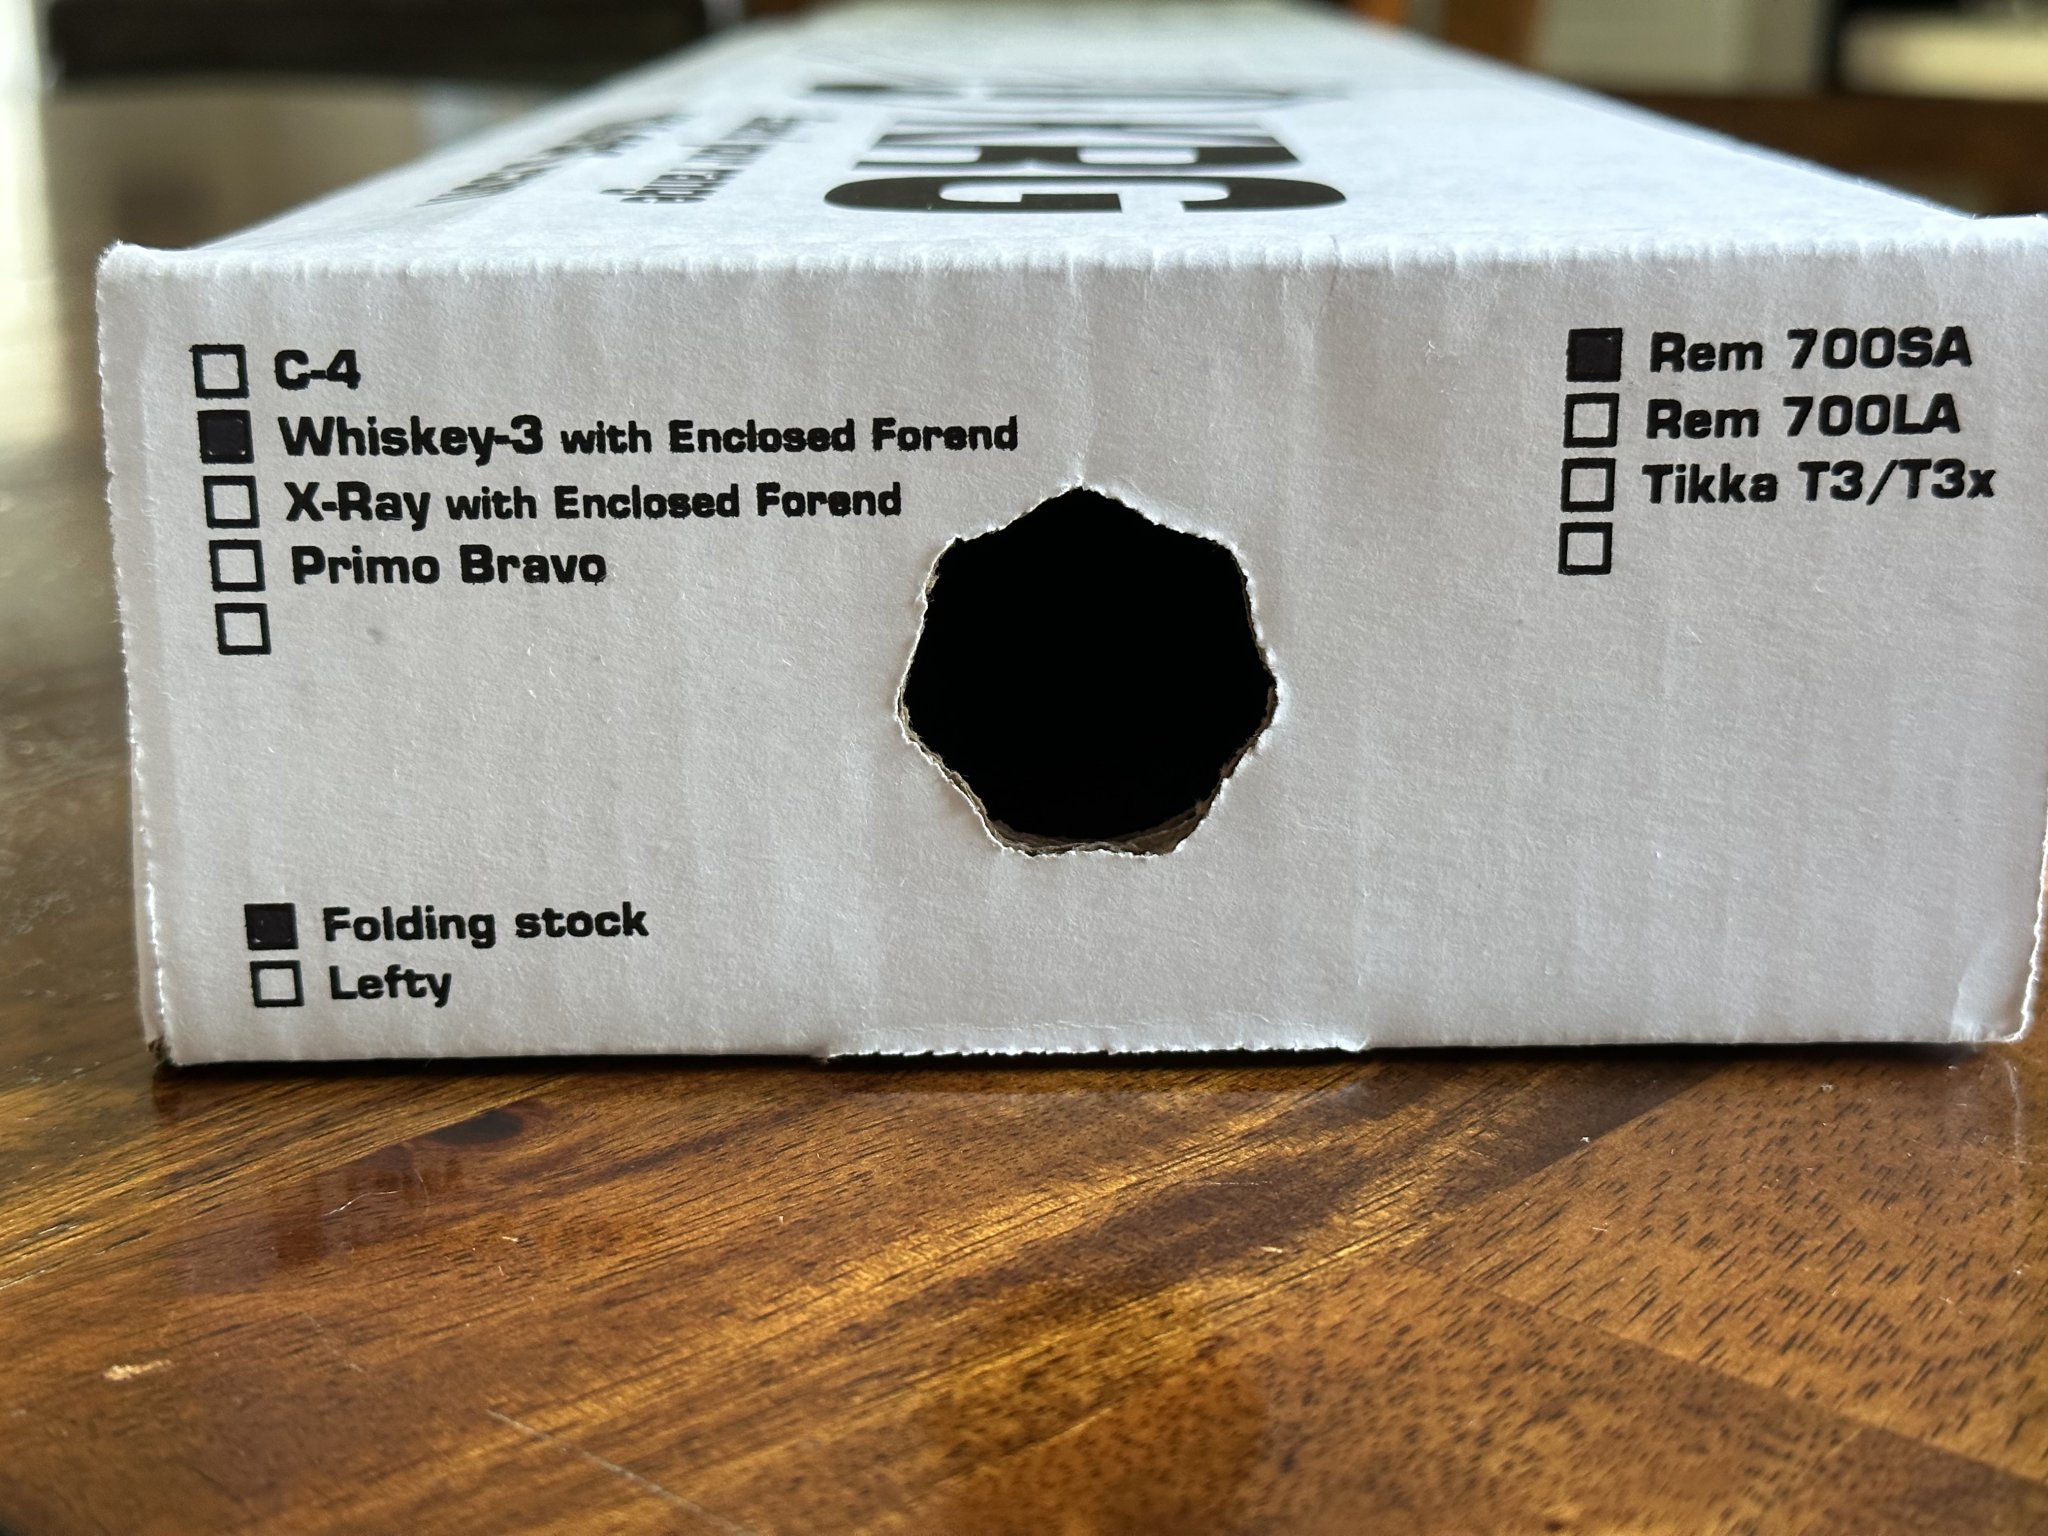 KRG
C-4
Whiskey-3 with Enclosed Forend
X-Ray with Enclosed Forend
Primo Bravo
Rem 700SA
Rem 700LA
Tikka T3/T3x
Folding stock
Lefty